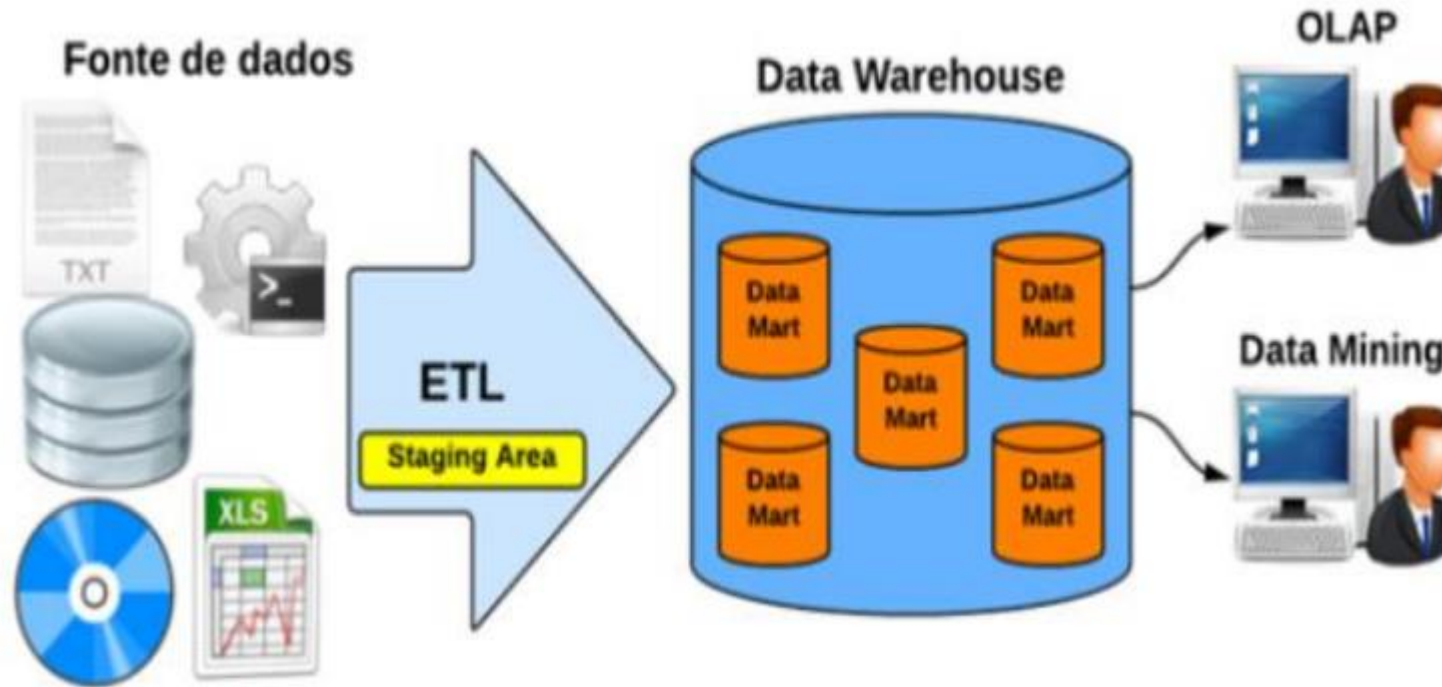 Fonte de dados
TXT
>_
XLS
ETL
Staging Area
Data Warehouse
Data
Mart
Data
Mart
Data
Mart
Data
Mart
Data
Mart
OLAP
Data Mining